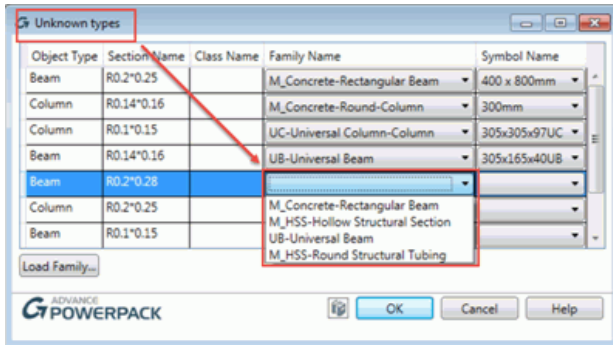 Unknown types
Object Type Section Name Class Name Family Name Symbol Name
Beam R0.2*0.25 M_Concrete-Rectangular Beam 400 x 800mm
Column R0.14*0.16 M_Concrete-Round-Column 300mm
Column R0.1*0.15 UC-Universal Column-Column 305x305x97UC
Beam R0.14*0.16 UB-Universal Beam 305x165x40UB
Beam R0.2*0.28
Column R0.2*0.25 M_Concrete-Rectangular Beam
M_HSS-Hollow Structural Section
Beam R0.1*0.15 UB-Universal Beam
M_HSS-Round Structural Tubing
Load Family...
ADVANCE
POWERPACK
OK Cancel Help